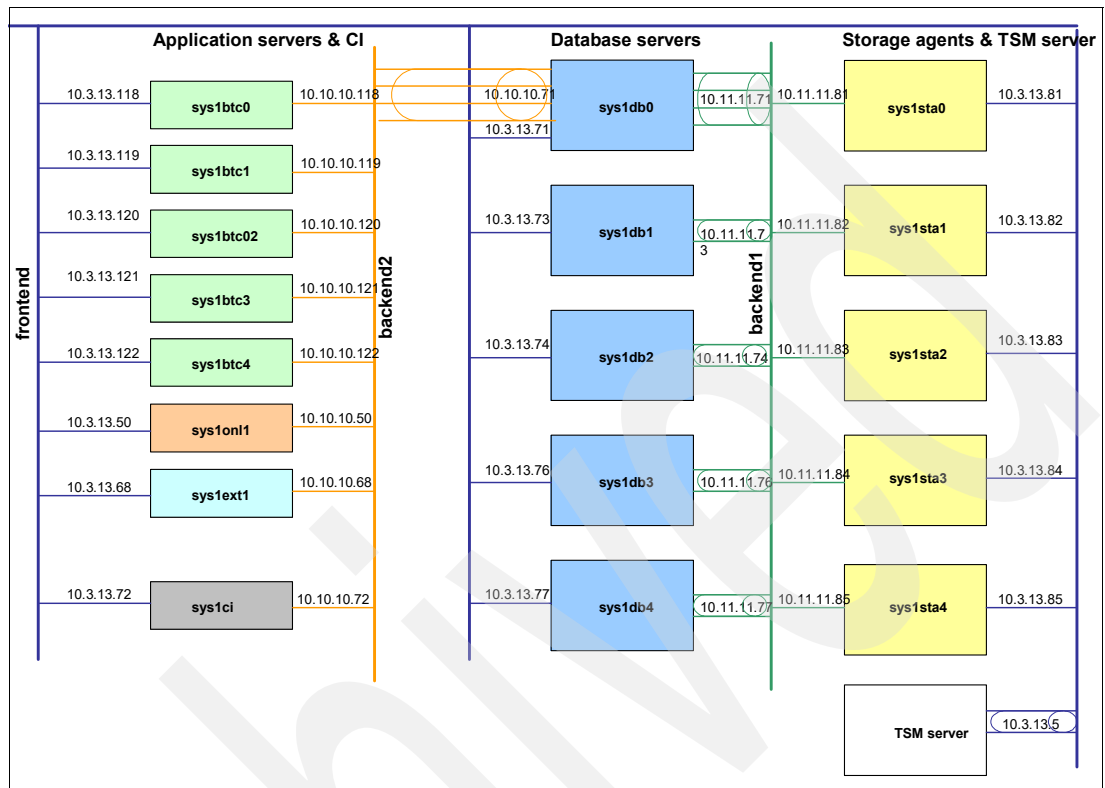 Application servers & CI
Database servers
Storage agents & TSM server
10.3.13.118
sys1btc0
10.10.10.118
10.10.10.71
10.3.13.71
sys1db0
10.11.11.71
10.11.11.81
sys1sta0
10.3.13.81
10.3.13.119
sys1btc1
10.10.10.119
10.3.13.120
sys1btc02
10.10.10.120
10.3.13.73
sys1db1
10.11.11.7
3
10.11.11.82
sys1sta1
10.3.13.82
frontend
backend2
backend1
10.3.13.121
sys1btc3
10.10.10.121
10.3.13.122
sys1btc4
10.10.10.122
10.3.13.74
sys1db2
10.11.11.74
10.11.11.83
sys1sta2
10.3.13.83
10.3.13.50
sys1onl1
10.10.10.50
10.3.13.68
sys1ext1
10.10.10.68
10.3.13.76
sys1db3
10.11.11.76
10.11.11.84
sys1sta3
10.3.13.84
10.3.13.72
sys1ci
10.10.10.72
10.3.13.77
sys1db4
10.11.11.77
10.11.11.85
sys1sta4
10.3.13.85
TSM server
10.3.13.5
hived